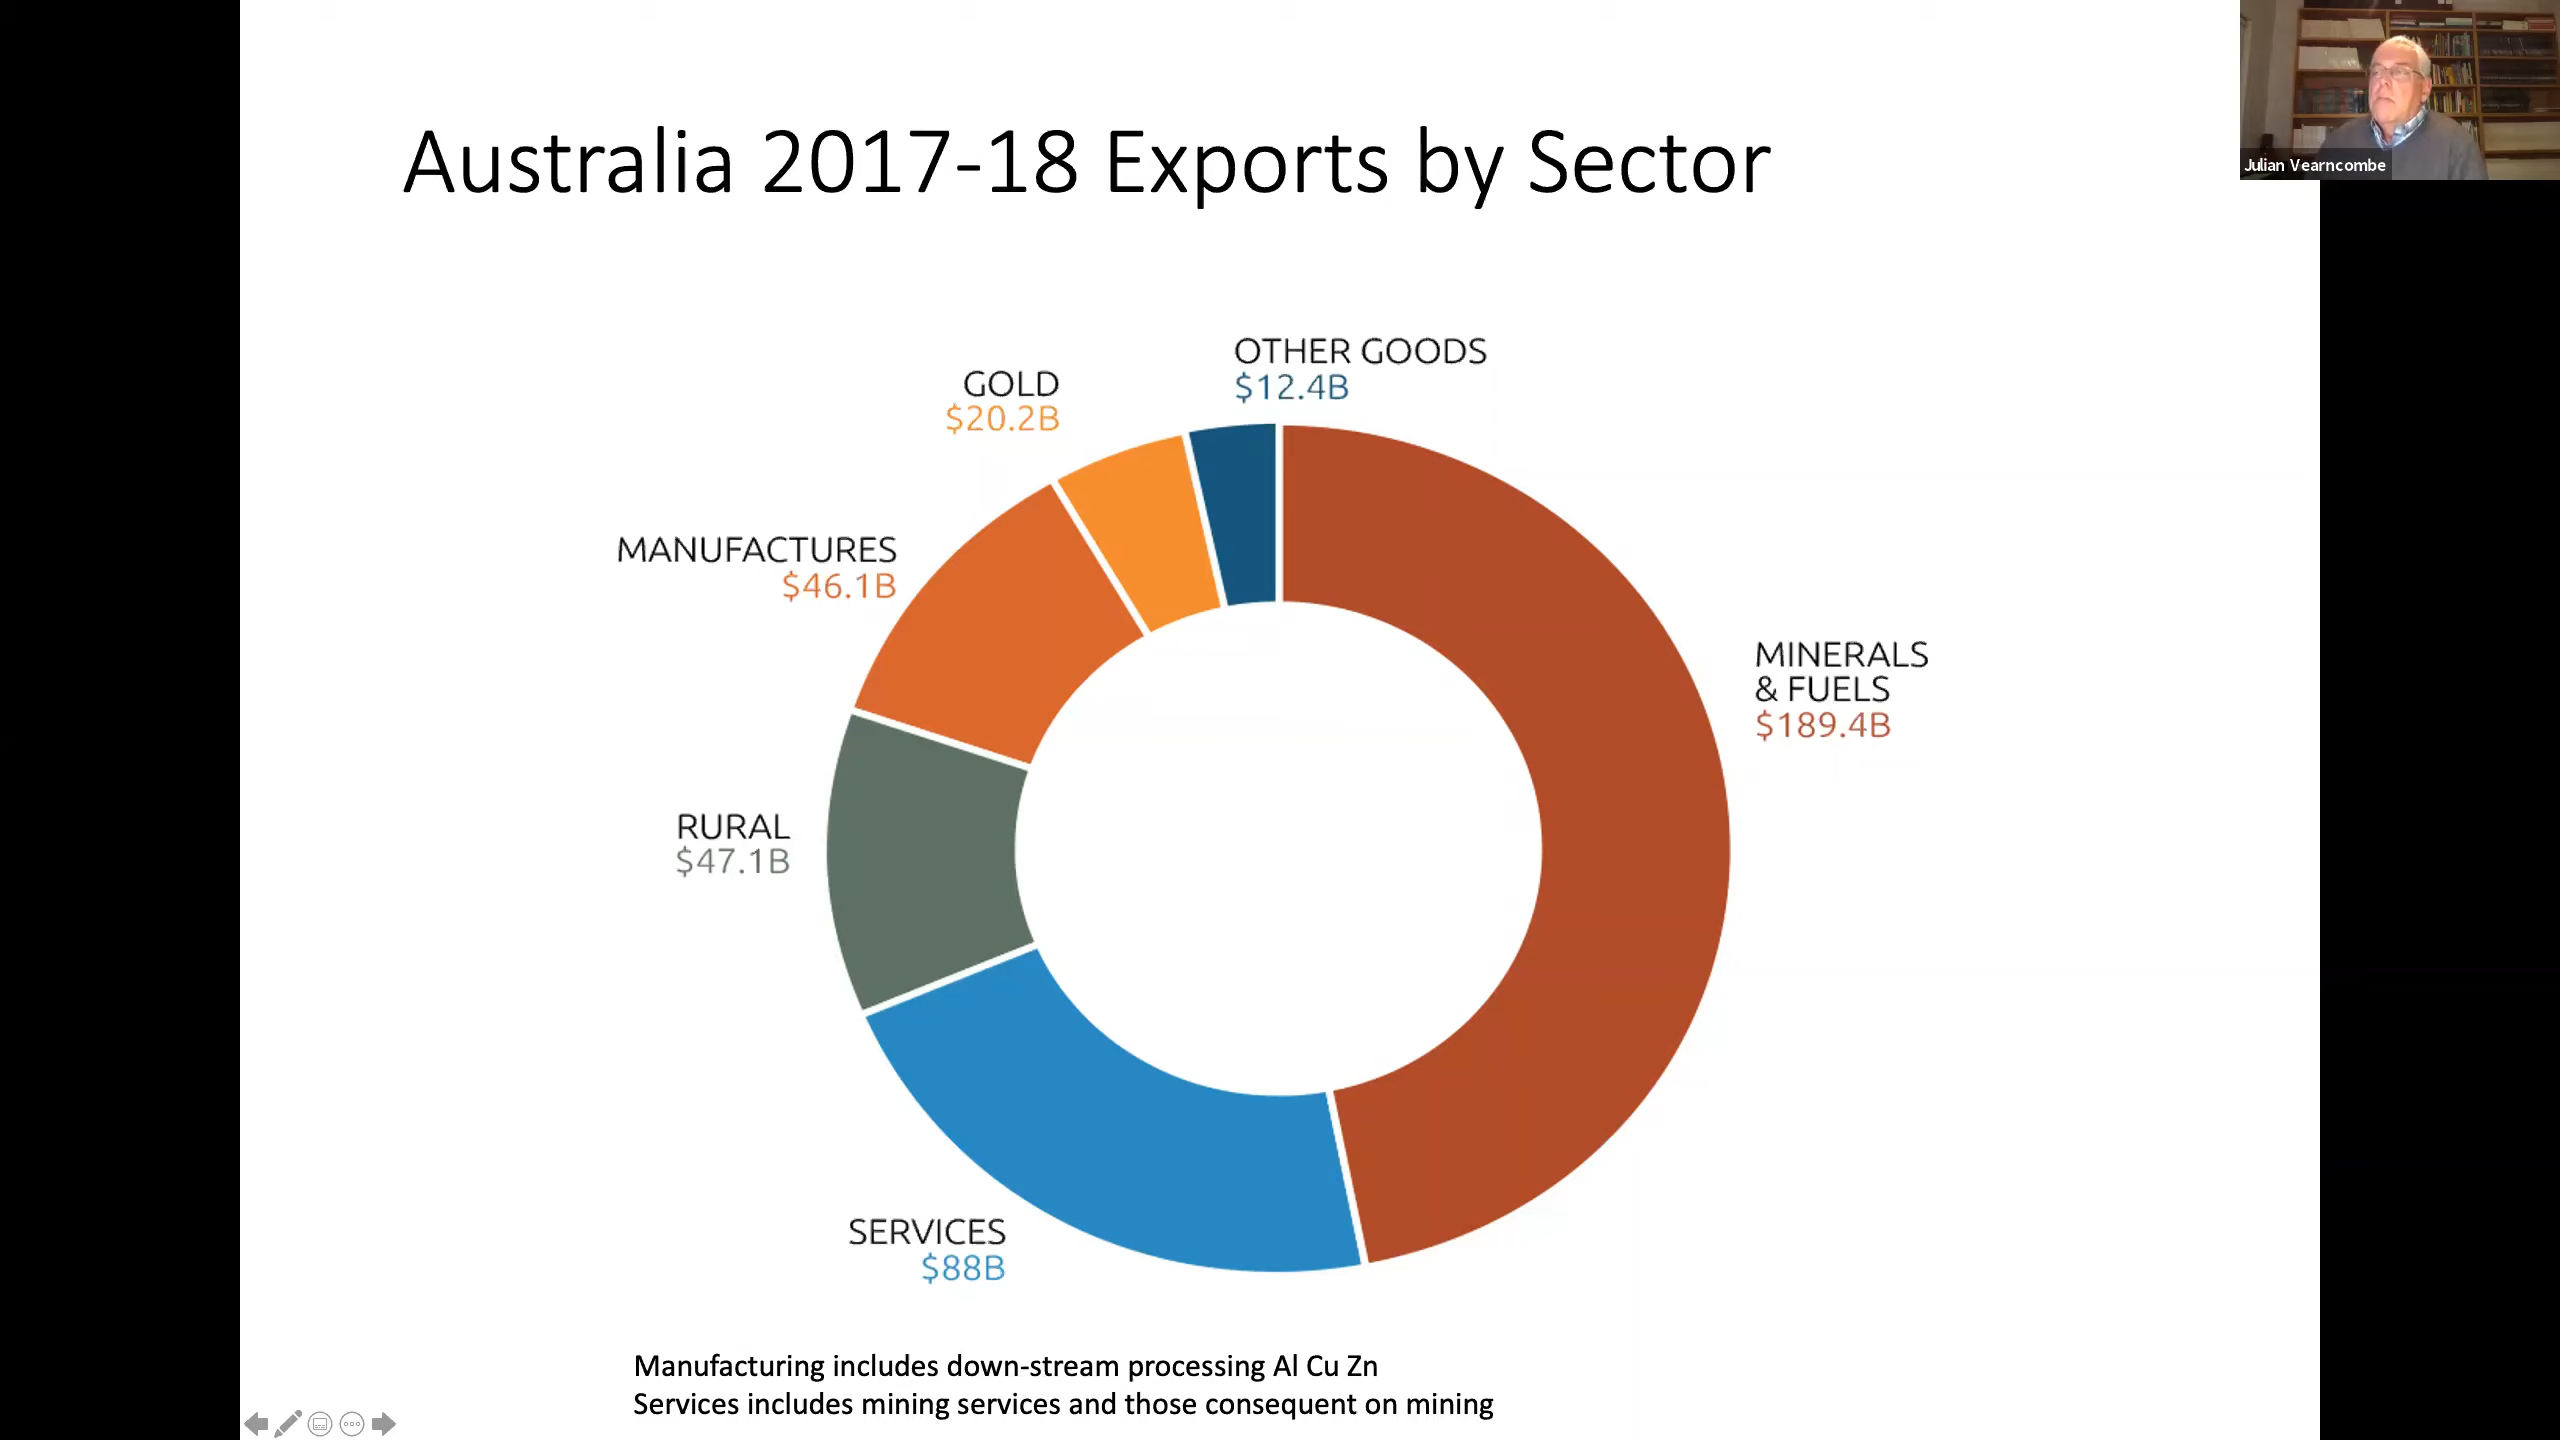 Australia 2017-18 Exports by Sector
Julian Vearncombe
OTHER GOODS
$12.4B
GOLD
$20.2B
MANUFACTURES
$46.1B
MINERALS
& FUELS
$189.4B
RURAL
$47.1B
SERVICES
$88B
Manufacturing includes down-stream processing Al Cu Zn
Services includes mining services and those consequent on mining